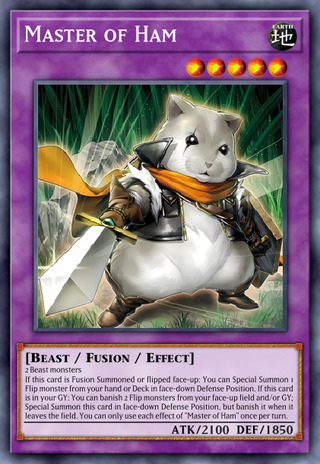 Master of Ham
EARTH
地
[Beast / Fusion / Effect]
2 Beast monsters
If this card is Fusion Summoned or flipped face-up: You can Special Summon 1
Flip monster from your hand or Deck in face-down Defense Position. If this card
is in your GY: You can banish 2 Flip monsters from your face-up field and/or GY;
Special Summon this card in face-down Defense Position, but banish it when it
leaves the field. You can only use each effect of "Master of Ham" once per turn.
ATK/2100 DEF/1850